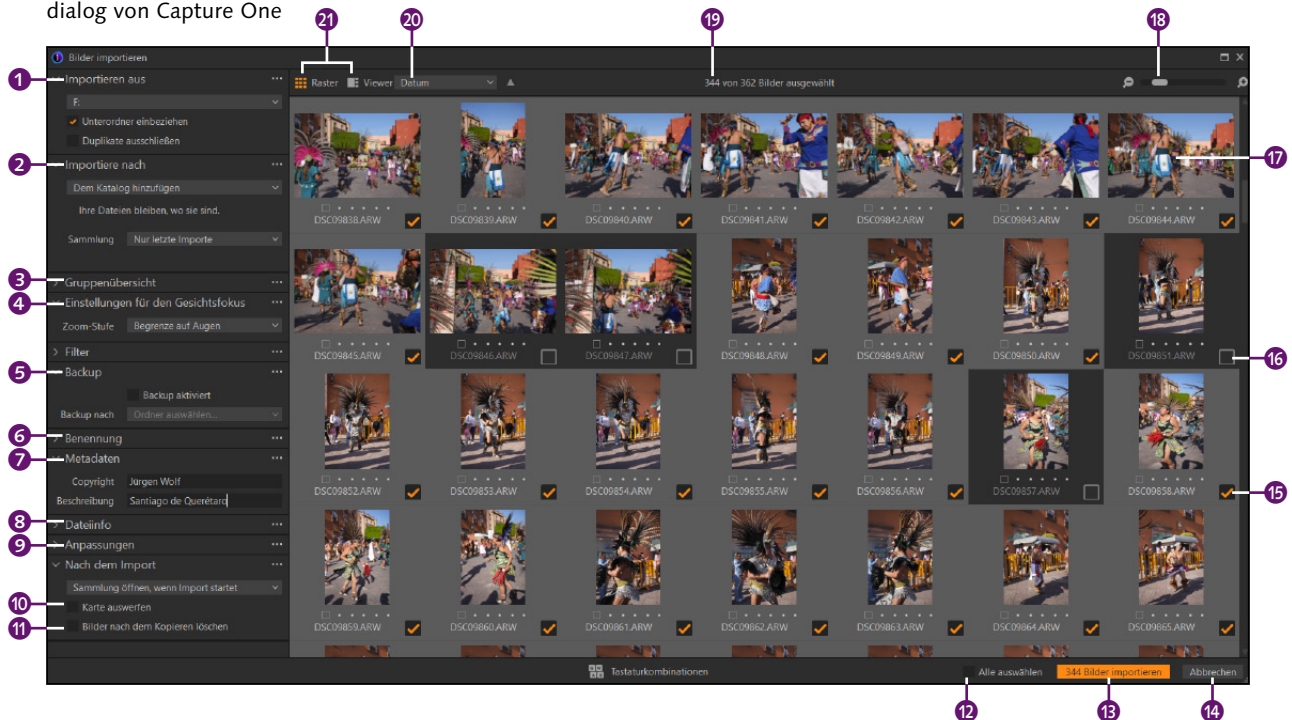 dialog von Capture One
21
20
19
18
Bilder importieren
1
Importieren aus
Raster
Viewer
Datum
344 von 362 Bilder ausgewählt
F:
Unterordner einbeziehen
Duplikate ausschließen
2
Importiere nach
17
Dem Katalog hinzufügen
Ihre Dateien bleiben, wo sie sind.
DSC09838.ARW
DSC09839.ARW
DSC09840.ARW
DSC09841.ARW
DSC09842.ARW
DSC09843.ARW
DSC09844.ARW
Sammlung
Nur letzte Importe
3
Gruppenübersicht
4
Einstellungen für den Gesichtsfokus
Zoom-Stufe
Begrenze auf Augen
Filter
DSC09845.ARW
DSC09846.ARW
DSC09847.ARW
DSC09848.ARW
DSC09849.ARW
DSC09850.ARW
DSC09851.ARW
16
5
Backup
Backup aktiviert
Backup nach
Ordner auswählen...
6
Benennung
7
Metadaten
Copyright
Jürgen Wolf
DSC09852.ARW
DSC09853.ARW
DSC09854.ARW
DSC09855.ARW
DSC09856.ARW
DSC09857.ARW
DSC09858.ARW
15
Beschreibung
Santiago de Querétaro
8
Dateiinfo
9
Anpassungen
Nach dem Import
Sammlung öffnen, wenn Import startet
10
Karte auswerfen
11
Bilder nach dem Kopieren löschen
DSC09859.ARW
DSC09860.ARW
DSC09861.ARW
DSC09862.ARW
DSC09863.ARW
DSC09864.ARW
DSC09865.ARW
Tastaturkombinationen
Alle auswählen
344 Bilder importieren
Abbrechen
12
13
14